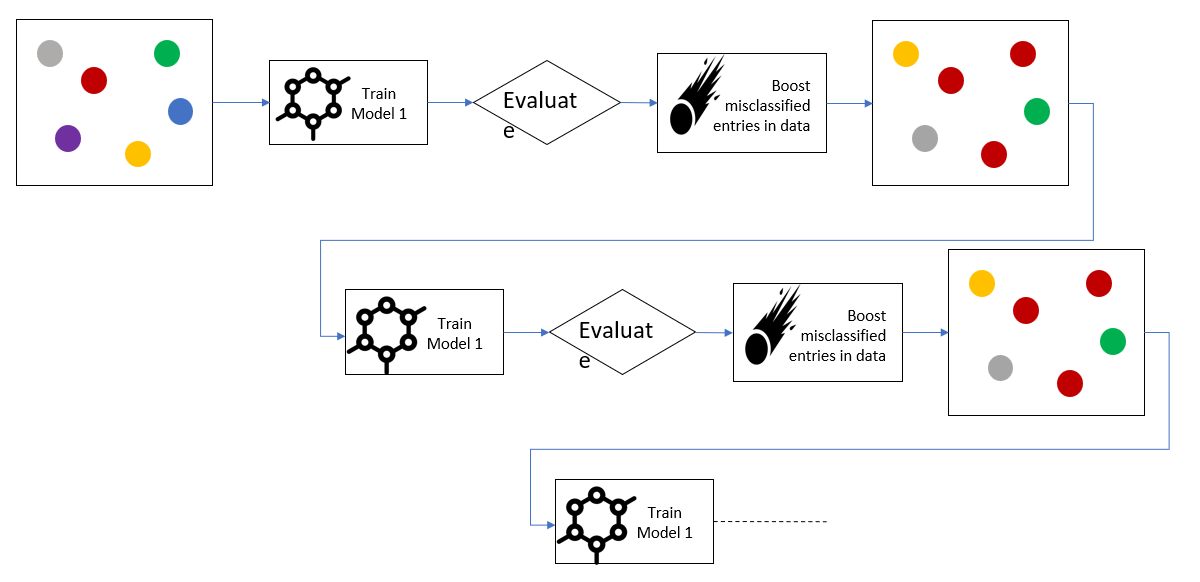 Train
Model 1
Evaluat
e
Boost
misclassified
entries in data
Train
Model 1
Evaluat
e
Boost
misclassified
entries in data
Train
Model 1